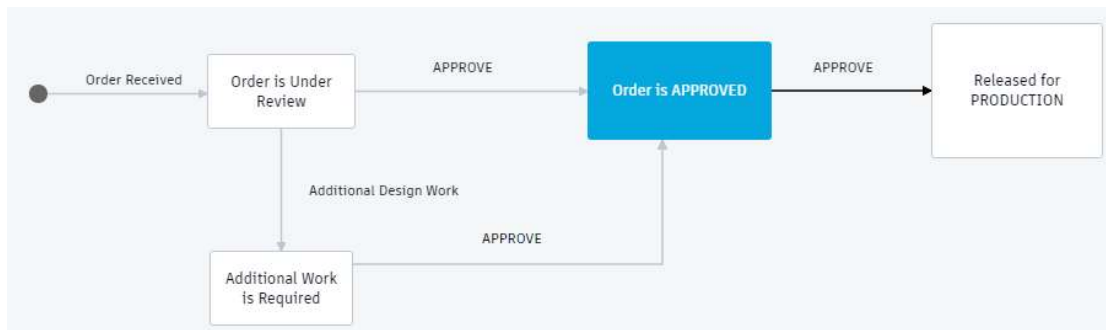 Order Received
Order is Under
Review
APPROVE
Order is APPROVED
APPROVE
Released for
PRODUCTION
Additional Design Work
APPROVE
Additional Work
is Required